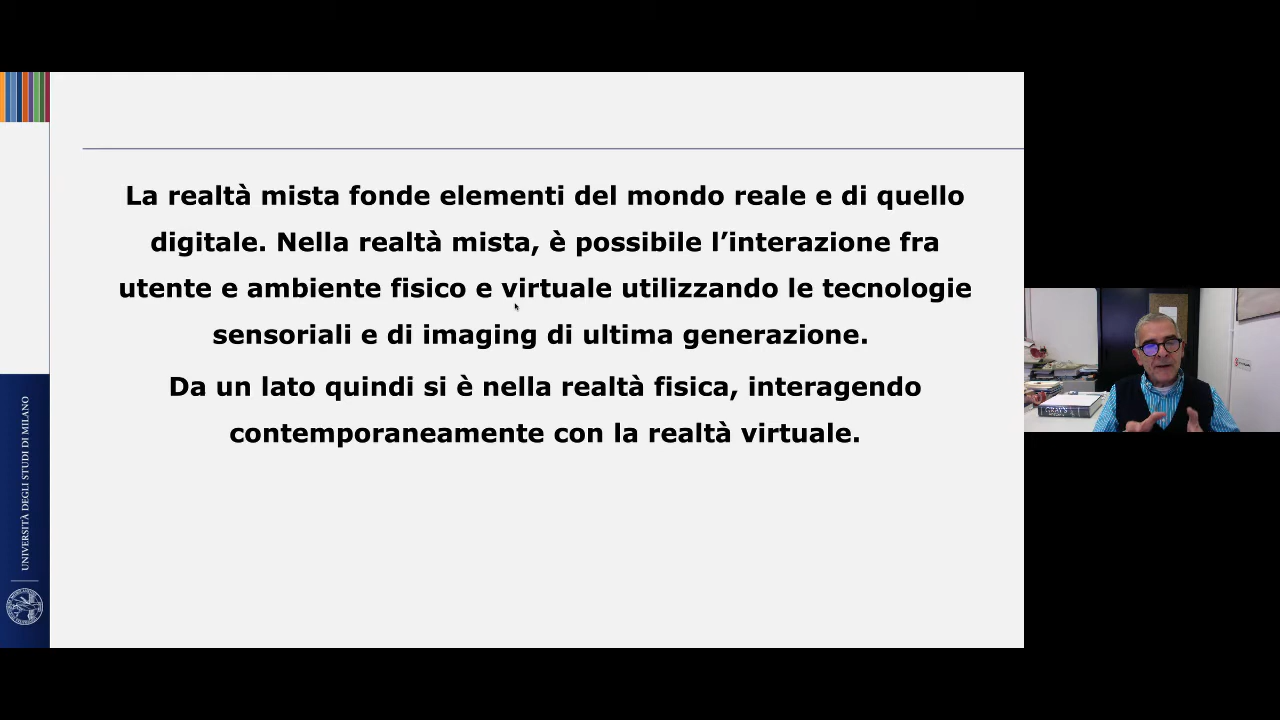 La realtà mista fonde elementi del mondo reale e di quello
digitale. Nella realtà mista, è possibile l’interazione fra
utente e ambiente fisico e virtuale utilizzando le tecnologie
sensoriali e di imaging di ultima generazione.
Da un lato quindi si è nella realtà fisica, interagendo
contemporaneamente con la realtà virtuale.
UNIVERSITÀ DEGLI STUDI DI MILANO